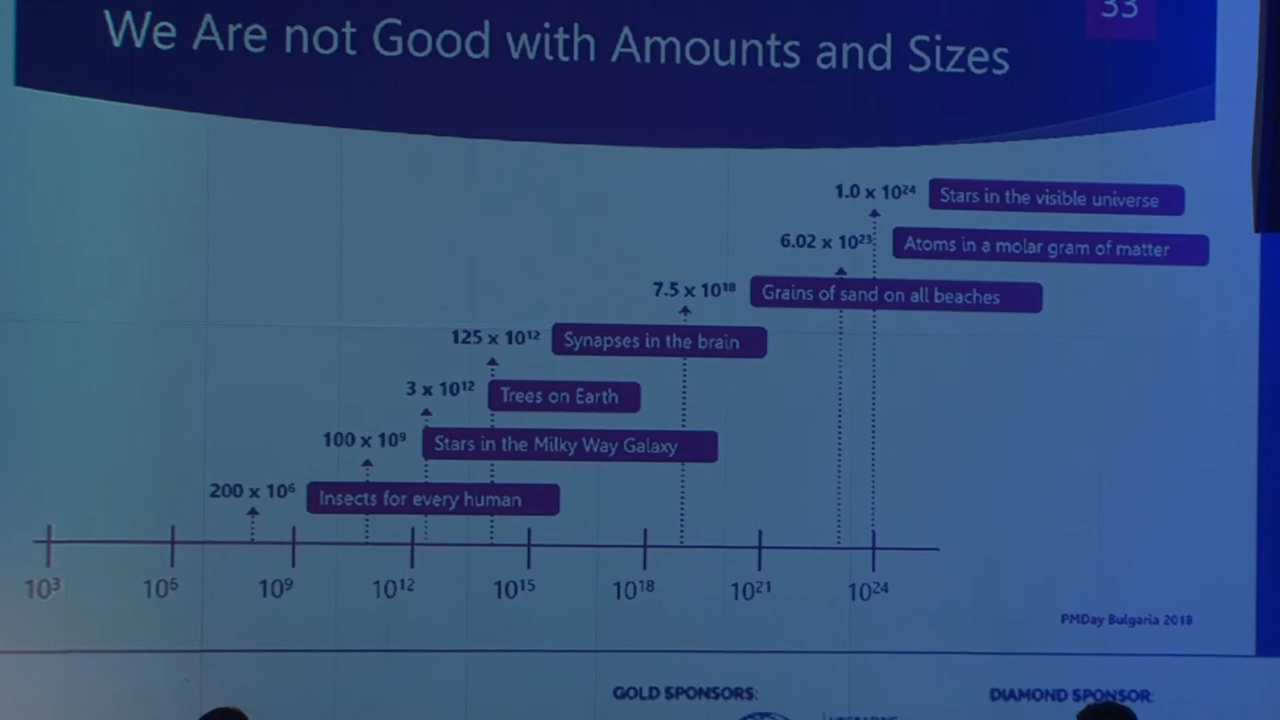 33
We Are not Good with Amounts and Sizes
1.0 x 10²⁴ Stars in the visible universe
6.02 x 10²³ Atoms in a molar gram of matter
7.5 x 10¹⁸ Grains of sand on all beaches
125 x 10¹² Synapses in the brain
3 x 10¹² Trees on Earth
100 x 10⁹ Stars in the Milky Way Galaxy
200 x 10⁶ Insects for every human
10³ 10⁶ 10⁹ 10¹² 10¹⁵ 10¹⁸ 10²¹ 10²⁴
PMDay Bulgaria 2018
GOLD SPONSORS: DIAMOND SPONSOR: